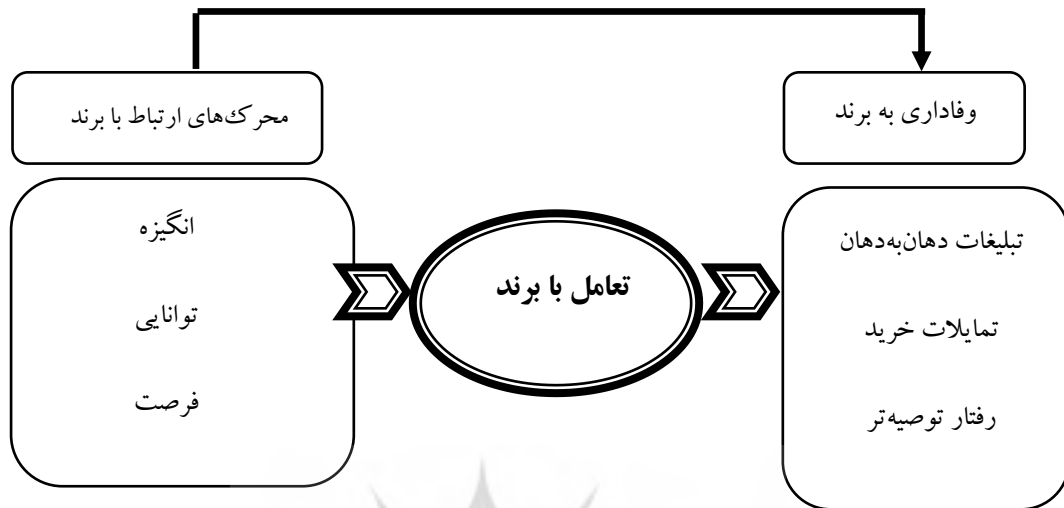 محرک‌های ارتباط با برند
وفاداری به برند
انگیزه
توانایی
فرصت
تعامل با برند
تبلیغات دهان‌به‌دهان
تمایلات خرید
رفتار توصیه‌تر